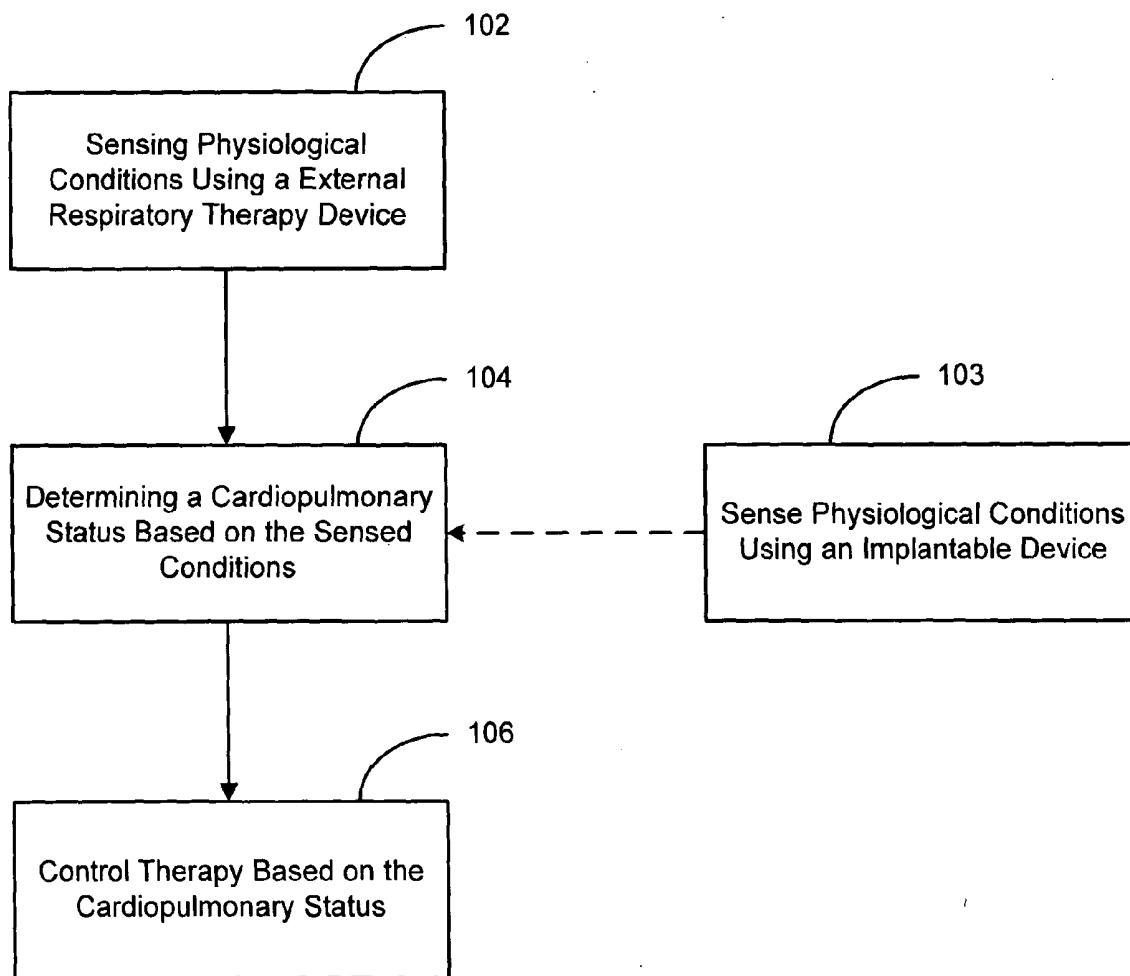 102
Sensing Physiological
Conditions Using a External
Respiratory Therapy Device
104
103
Determining a Cardiopulmonary
Status Based on the Sensed
Conditions
Sense Physiological Conditions
Using an Implantable Device
106
Control Therapy Based on the
Cardiopulmonary Status